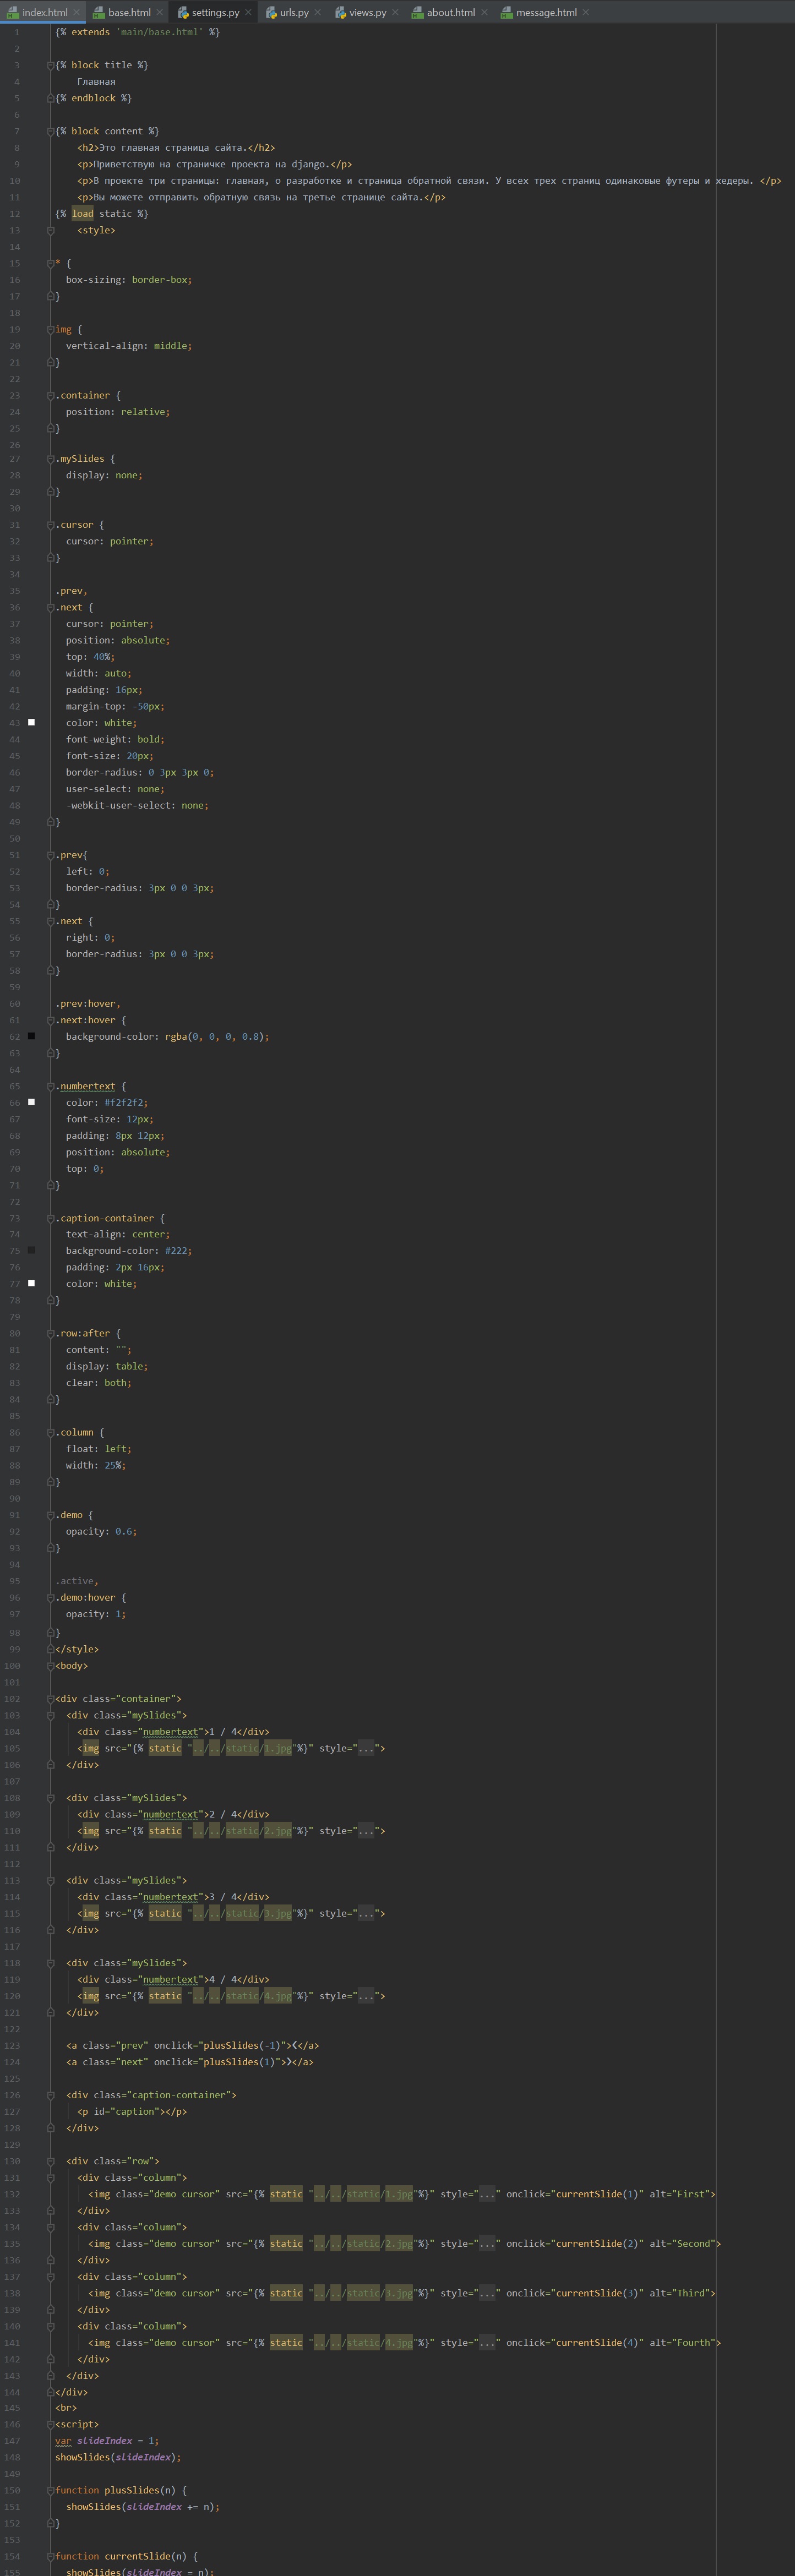 index.html base.html settings.py urls.py views.py about.html message.html
1 {% extends 'main/base.html' %}
2
3 {% block title %}
4 Главная
5 {% endblock %}
6
7 {% block content %}
8 <h2>Это главная страница сайта.</h2>
9 <p>Приветствую на страничке проекта на django.</p>
10 <p>В проекте три страницы: главная, о разработке и страница обратной связи. У всех трех страниц одинаковые футеры и хедеры. </p>
11 <p>Вы можете отправить обратную связь на третье странице сайта.</p>
12 {% load static %}
13 <style>
14
15 * {
16 box-sizing: border-box;
17 }
18
19 img {
20 vertical-align: middle;
21 }
22
23 .container {
24 position: relative;
25 }
26
27 .mySlides {
28 display: none;
29 }
30
31 .cursor {
32 cursor: pointer;
33 }
34
35 .prev,
36 .next {
37 cursor: pointer;
38 position: absolute;
39 top: 40%;
40 width: auto;
41 padding: 16px;
42 margin-top: -50px;
43 color: white;
44 font-weight: bold;
45 font-size: 20px;
46 border-radius: 0 3px 3px 0;
47 user-select: none;
48 -webkit-user-select: none;
49 }
50
51 .prev{
52 left: 0;
53 border-radius: 3px 0 0 3px;
54 }
55 .next {
56 right: 0;
57 border-radius: 3px 0 0 3px;
58 }
59
60 .prev:hover,
61 .next:hover {
62 background-color: rgba(0, 0, 0, 0.8);
63 }
64
65 .numbertext {
66 color: #f2f2f2;
67 font-size: 12px;
68 padding: 8px 12px;
69 position: absolute;
70 top: 0;
71 }
72
73 .caption-container {
74 text-align: center;
75 background-color: #222;
76 padding: 2px 16px;
77 color: white;
78 }
79
80 .row:after {
81 content: "";
82 display: table;
83 clear: both;
84 }
85
86 .column {
87 float: left;
88 width: 25%;
89 }
90
91 .demo {
92 opacity: 0.6;
93 }
94
95 .active,
96 .demo:hover {
97 opacity: 1;
98 }
99 </style>
100 <body>
101
102 <div class="container">
103 <div class="mySlides">
104 <div class="numbertext">1 / 4</div>
105 <img src="{% static "../../static/1.jpg"%}" style="...">
106 </div>
107
108 <div class="mySlides">
109 <div class="numbertext">2 / 4</div>
110 <img src="{% static "../../static/2.jpg"%}" style="...">
111 </div>
112
113 <div class="mySlides">
114 <div class="numbertext">3 / 4</div>
115 <img src="{% static "../../static/3.jpg"%}" style="...">
116 </div>
117
118 <div class="mySlides">
119 <div class="numbertext">4 / 4</div>
120 <img src="{% static "../../static/4.jpg"%}" style="...">
121 </div>
122
123 <a class="prev" onclick="plusSlides(-1)">❮</a>
124 <a class="next" onclick="plusSlides(1)">❯</a>
125
126 <div class="caption-container">
127 <p id="caption"></p>
128 </div>
129
130 <div class="row">
131 <div class="column">
132 <img class="demo cursor" src="{% static "../../static/1.jpg"%}" style="..." onclick="currentSlide(1)" alt="First">
133 </div>
134 <div class="column">
135 <img class="demo cursor" src="{% static "../../static/2.jpg"%}" style="..." onclick="currentSlide(2)" alt="Second">
136 </div>
137 <div class="column">
138 <img class="demo cursor" src="{% static "../../static/3.jpg"%}" style="..." onclick="currentSlide(3)" alt="Third">
139 </div>
140 <div class="column">
141 <img class="demo cursor" src="{% static "../../static/4.jpg"%}" style="..." onclick="currentSlide(4)" alt="Fourth">
142 </div>
143 </div>
144 </div>
145 <br>
146 <script>
147 var slideIndex = 1;
148 showSlides(slideIndex);
149
150 function plusSlides(n) {
151 showSlides(slideIndex += n);
152 }
153
154 function currentSlide(n) {
155 showSlides(slideIndex = n);